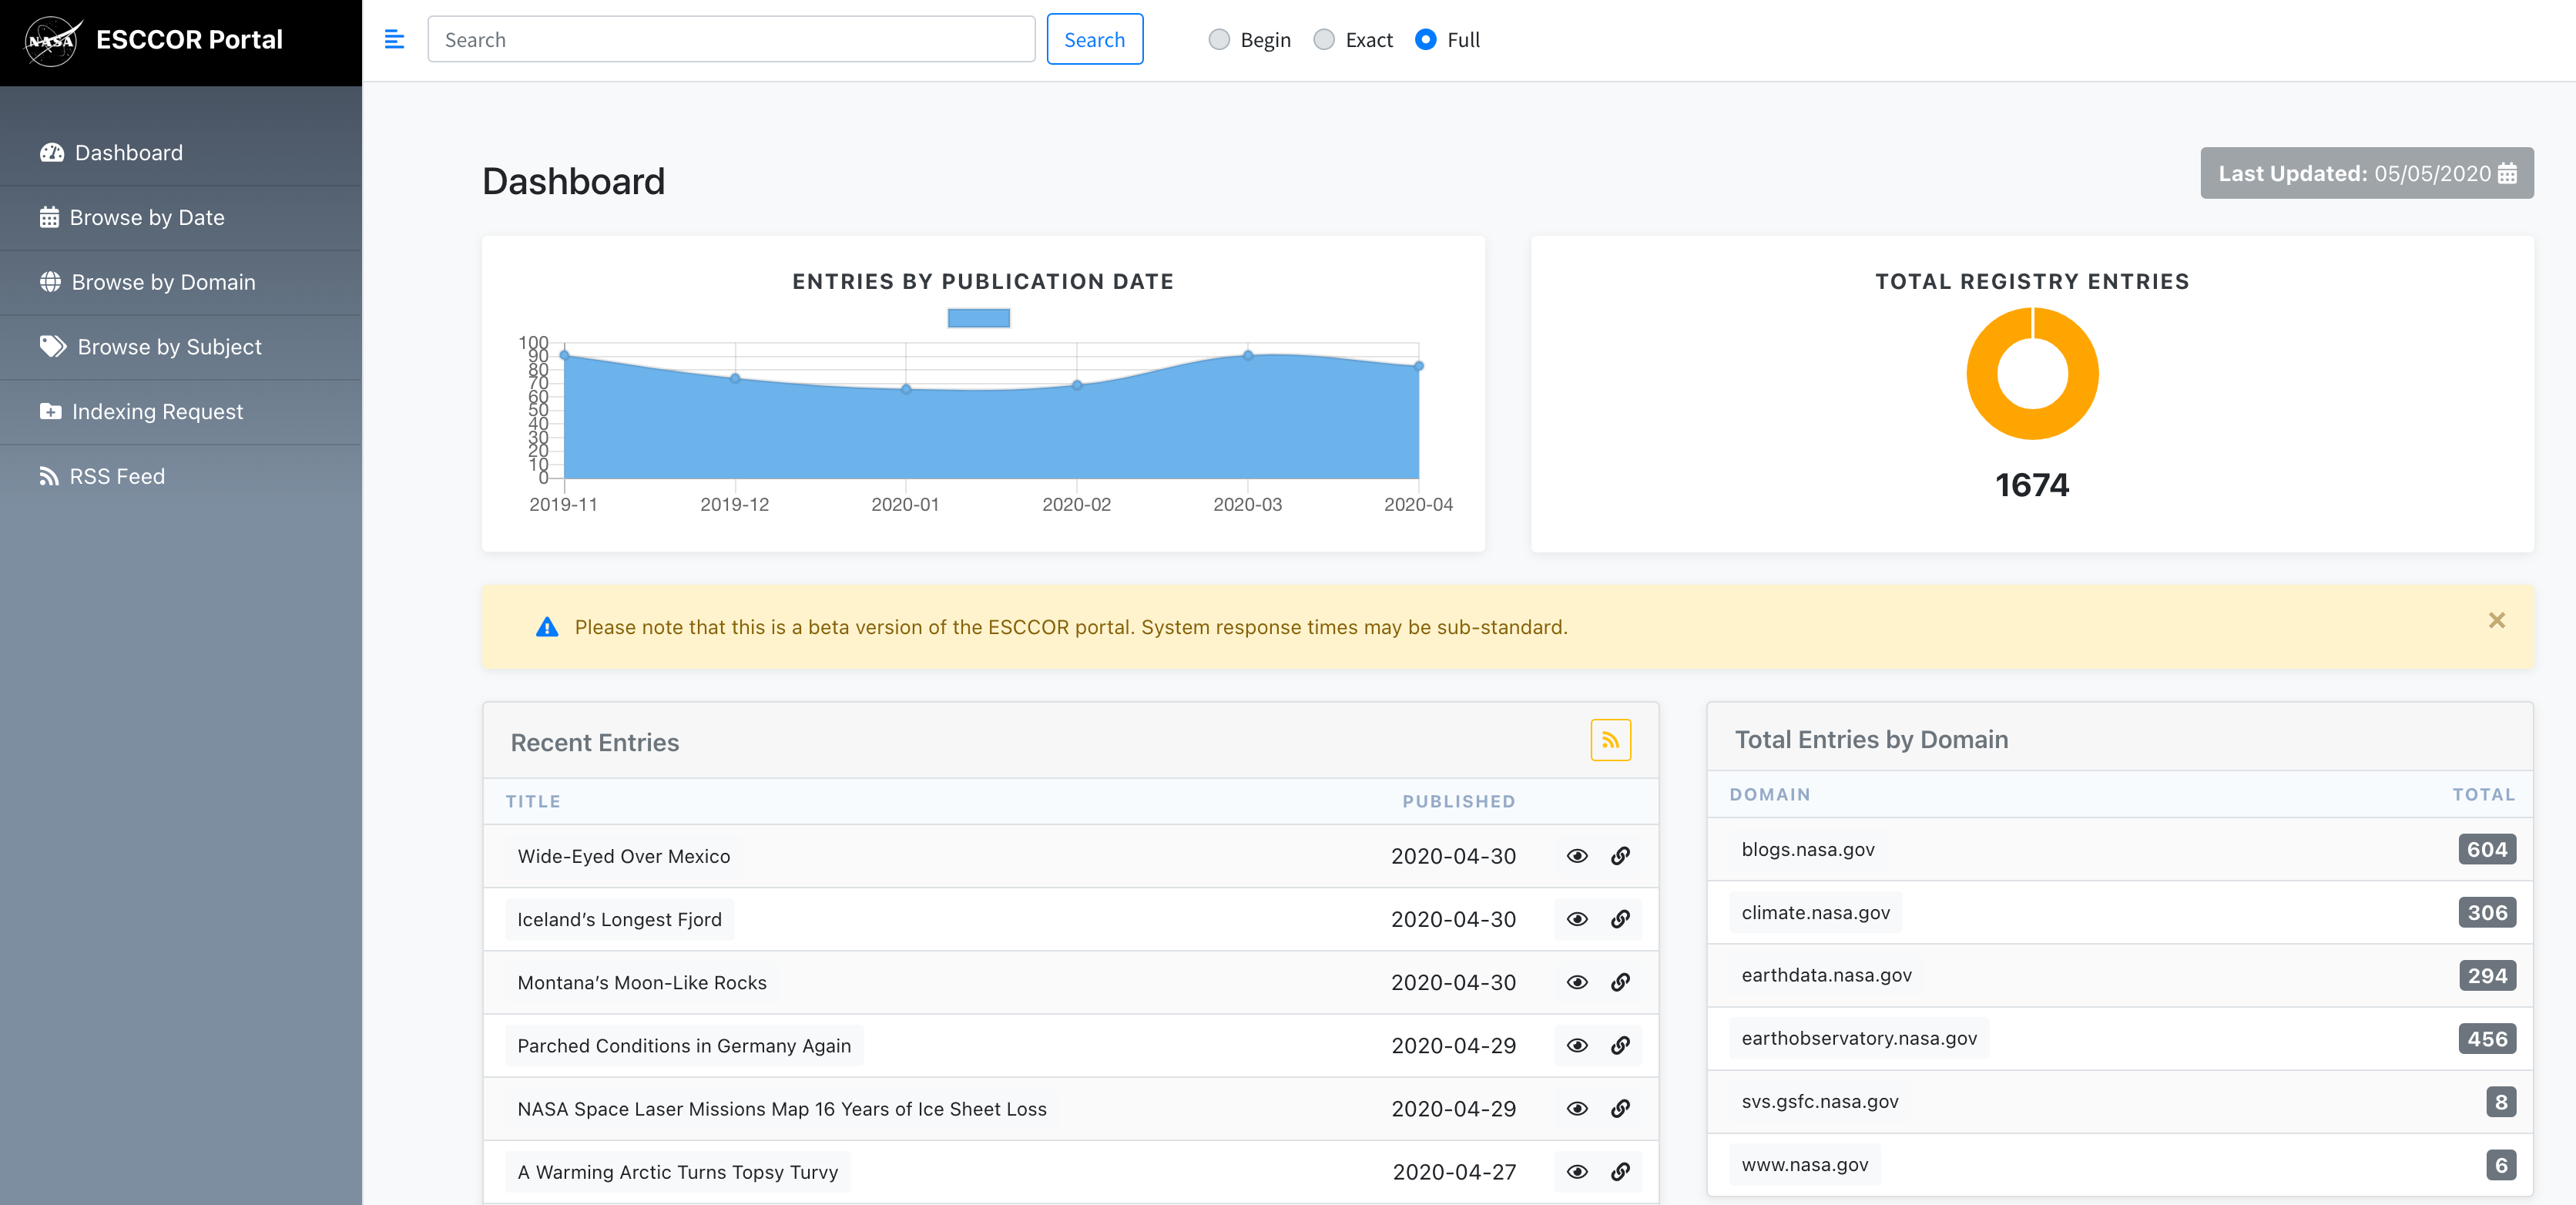 NASA ESCCOR Portal
Search Search Begin Exact Full
Dashboard
Browse by Date
Browse by Domain
Browse by Subject
Indexing Request
RSS Feed
Dashboard
Last Updated: 05/05/2020
ENTRIES BY PUBLICATION DATE
100
90
80
70
60
50
40
30
20
10
0
2019-11 2019-12 2020-01 2020-02 2020-03 2020-04
TOTAL REGISTRY ENTRIES
1674
Please note that this is a beta version of the ESCCOR portal. System response times may be sub-standard.
×
Recent Entries
TITLE PUBLISHED
Wide-Eyed Over Mexico 2020-04-30
Iceland’s Longest Fjord 2020-04-30
Montana’s Moon-Like Rocks 2020-04-30
Parched Conditions in Germany Again 2020-04-29
NASA Space Laser Missions Map 16 Years of Ice Sheet Loss 2020-04-29
A Warming Arctic Turns Topsy Turvy 2020-04-27
Total Entries by Domain
DOMAIN TOTAL
blogs.nasa.gov 604
climate.nasa.gov 306
earthdata.nasa.gov 294
earthobservatory.nasa.gov 456
svs.gsfc.nasa.gov 8
www.nasa.gov 6